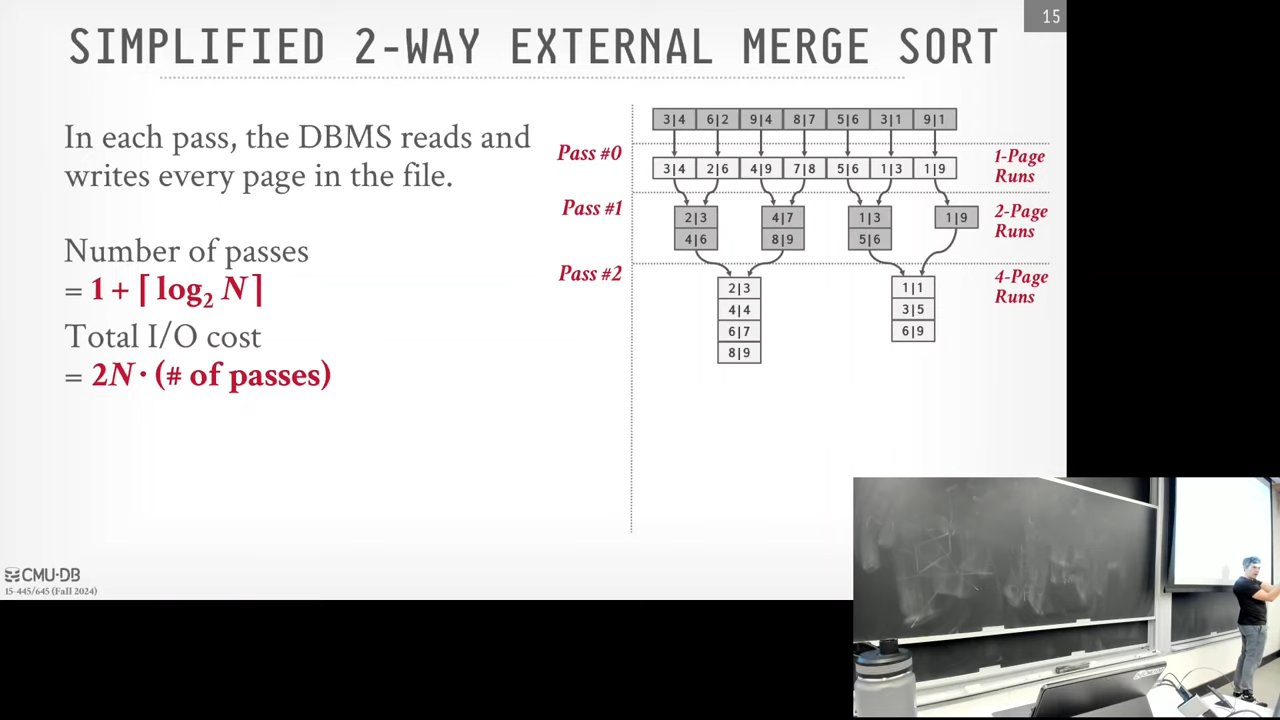 15
SIMPLIFIED 2-WAY EXTERNAL MERGE SORT
In each pass, the DBMS reads and
writes every page in the file.
Number of passes
= 1 + ⌈ log₂ N ⌉
Total I/O cost
= 2N · (# of passes)
3|4 6|2 9|4 8|7 5|6 3|1 9|1
Pass #0
3|4 2|6 4|9 7|8 5|6 1|3 1|9
1-Page
Runs
Pass #1
2|3 4|7 1|3 1|9
4|6 8|9 5|6
2-Page
Runs
Pass #2
2|3 1|1
4|4 3|5
6|7 6|9
8|9
4-Page
Runs
CMU·DB
15-445/645 (Fall 2024)